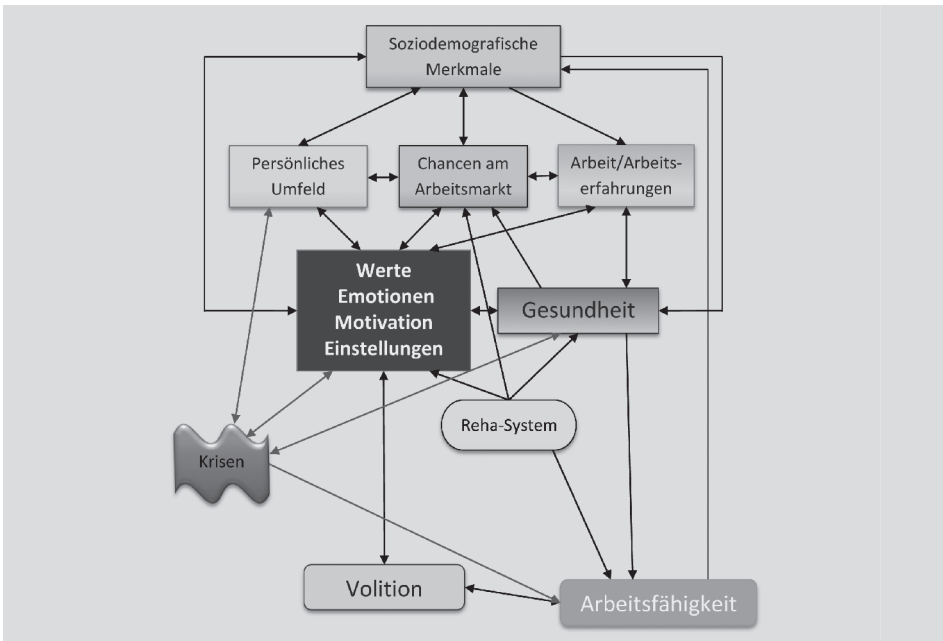 Soziodemografische
Merkmale
Persönliches
Umfeld
Chancen am
Arbeitsmarkt
Arbeit/Arbeits-
erfahrungen
Werte
Emotionen
Motivation
Einstellungen
Gesundheit
Reha-System
Krisen
Volition
Arbeitsfähigkeit